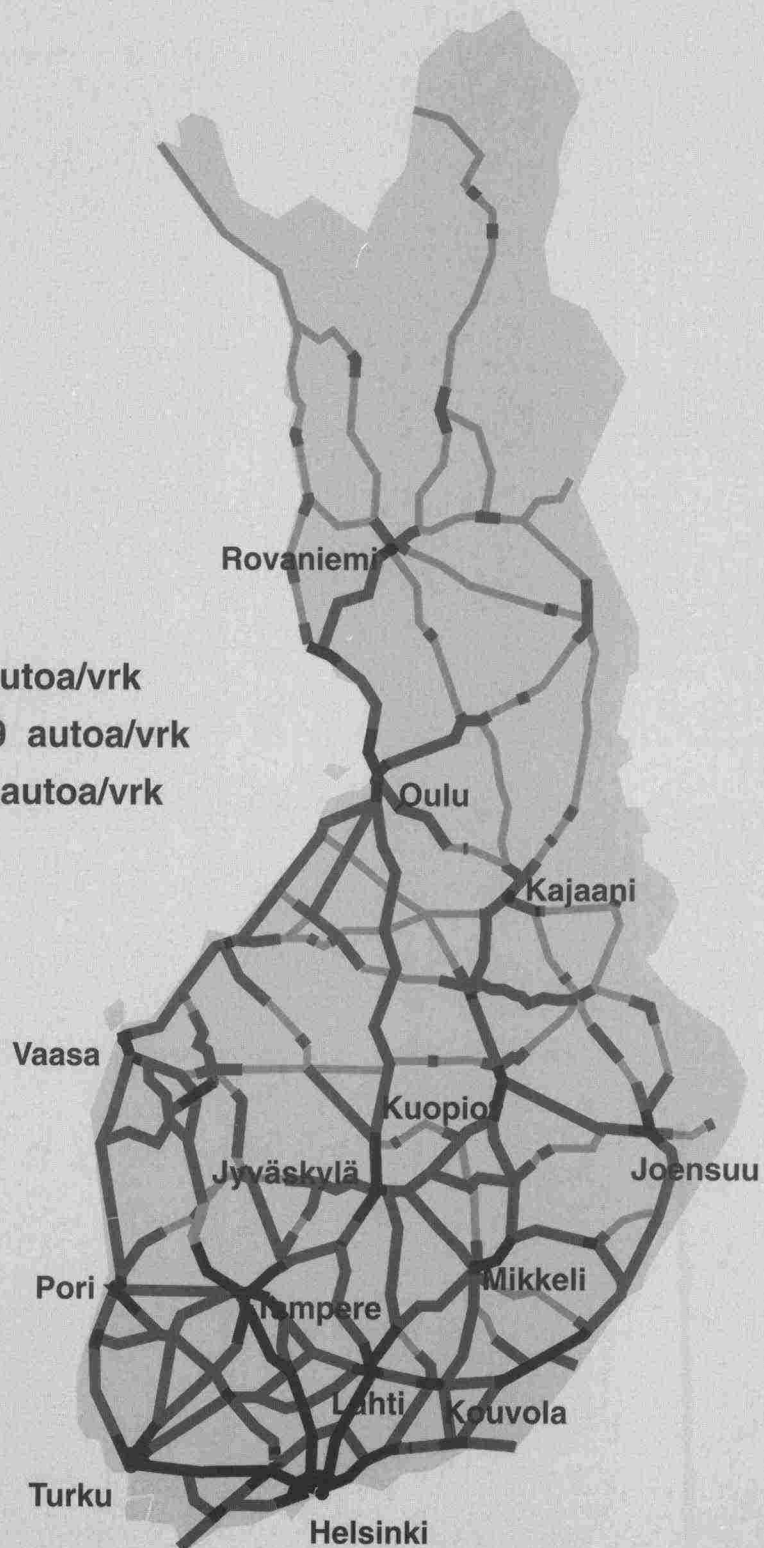 Rovaniemi
autoa/vrk
autoa/vrk
autoa/vrk
Oulu
Kajaani
Vaasa
Kuopio
Jyväskylä
Joensuu
Pori
Tampere
Mikkeli
Lahti
Kouvola
Turku
Helsinki